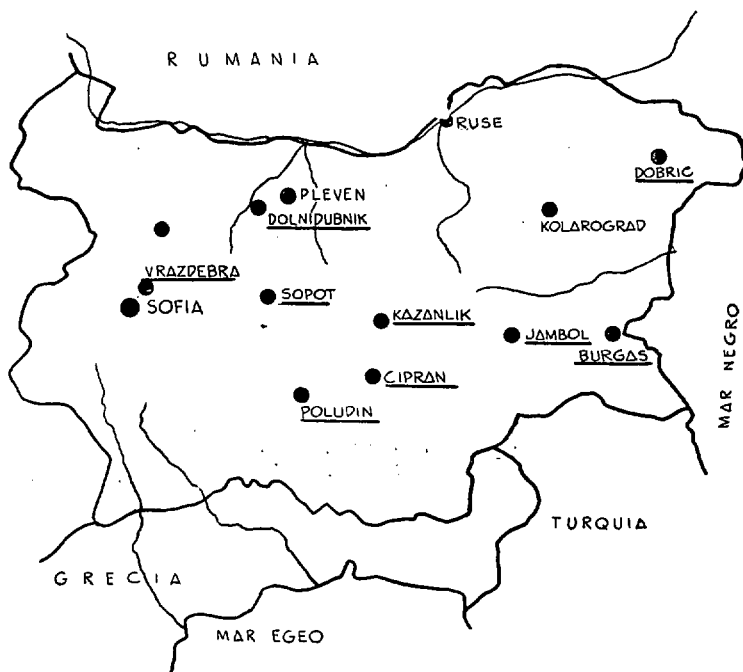 RUMANIA
RUSE
DOBRIC
PLEVEN
DOLNIDUBNIK
KOLAROGRAD
VRAZDEBRA
SOFIA
SOPOT
KAZANLIK
JAMBOL
BURGAS
MAR NEGRO
CIPRAN
POLUDIN
TURQUIA
GRECIA
MAR EGEO